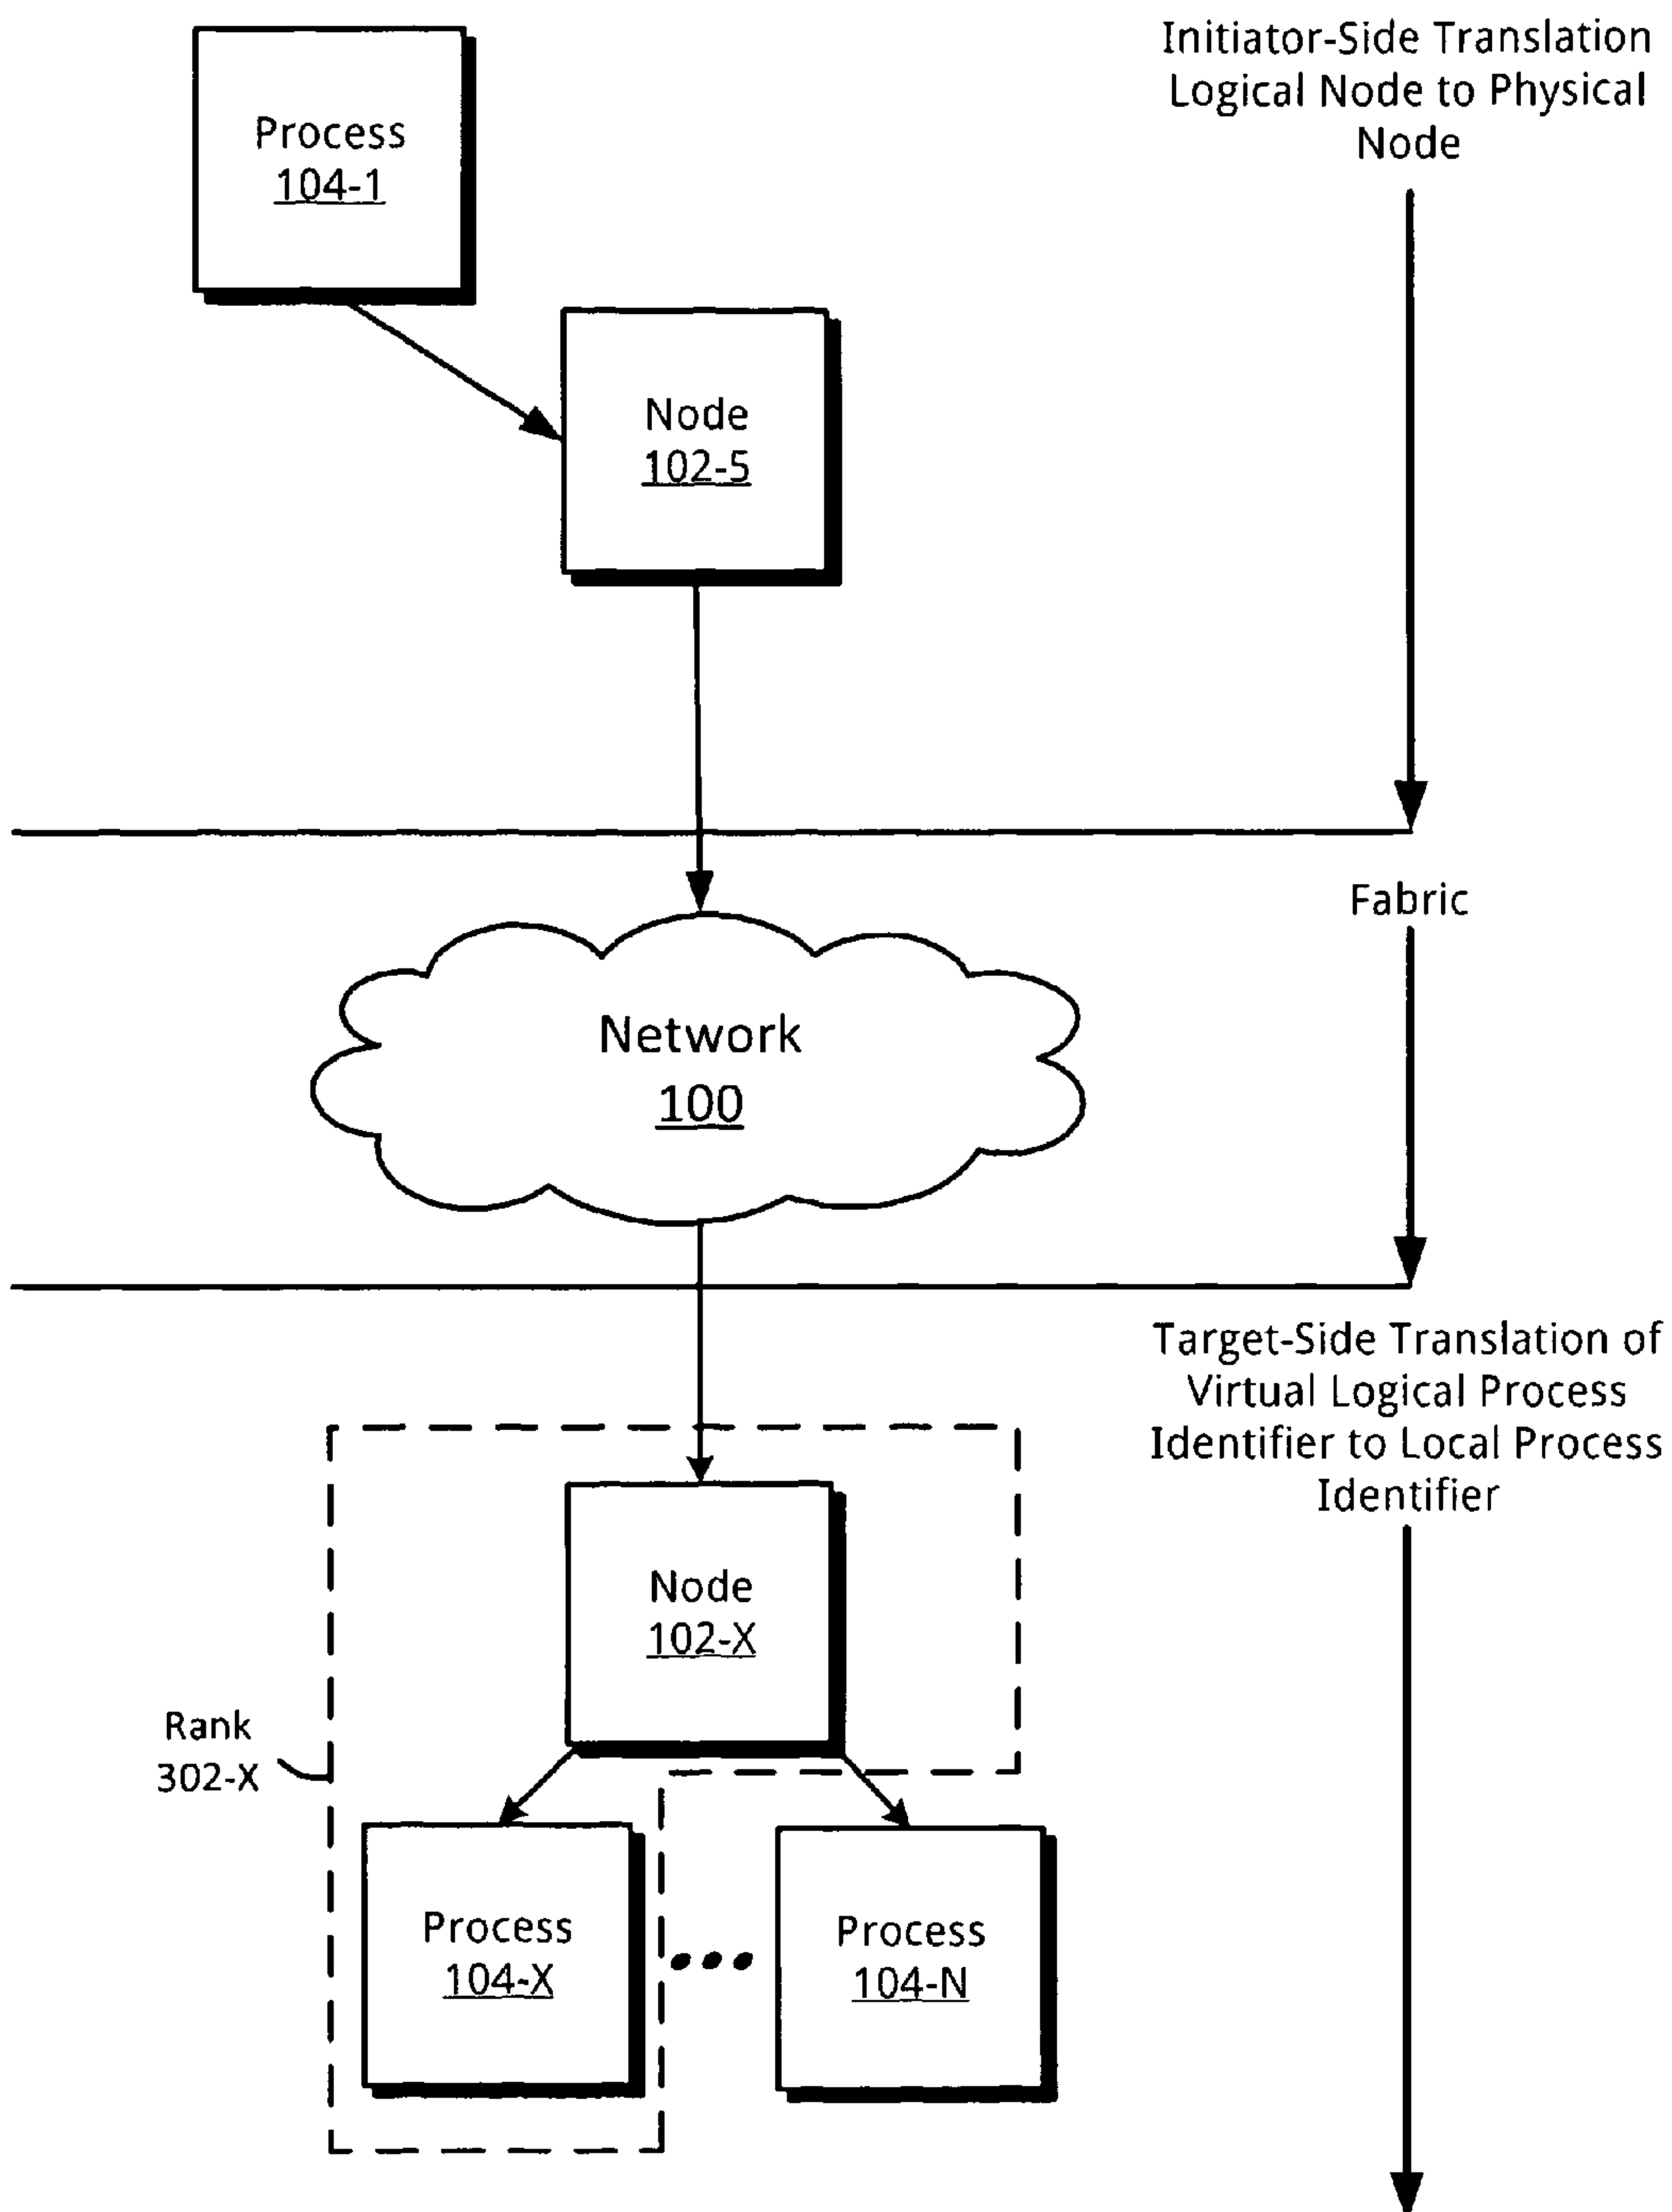 Process
104-1
Initiator-Side Translation
Logical Node to Physical
Node
Node
102-5
Fabric
Network
100
Target-Side Translation of
Virtual Logical Process
Identifier to Local Process
Identifier
Node
102-X
Rank
302-X
Process
104-X
Process
104-N